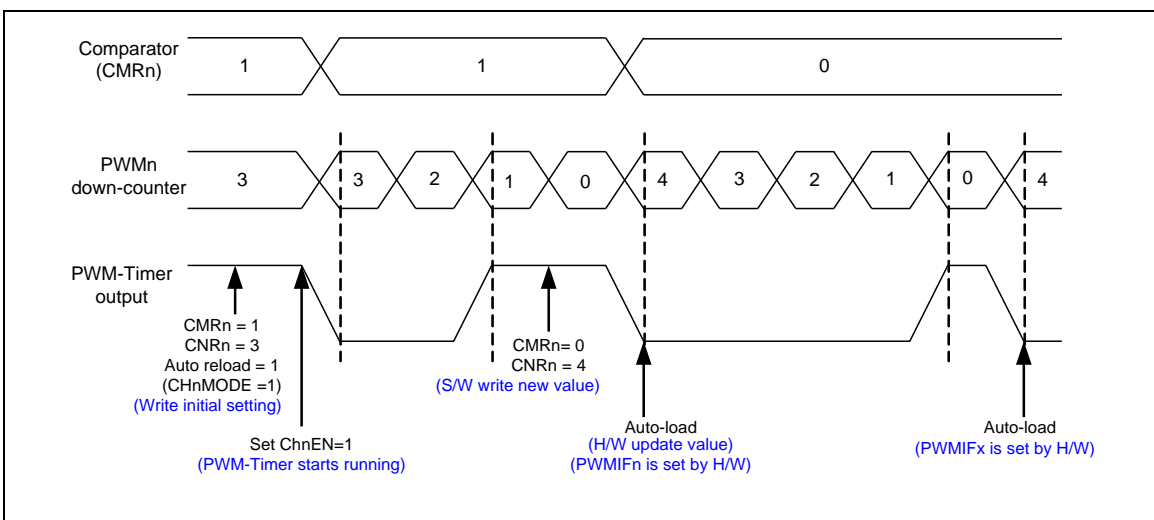 Comparator
(CMRn)
1
1
0
PWMn
down-counter
3
3
2
1
0
4
3
2
1
0
4
PWM-Timer
output
CMRn = 1
CNRn = 3
Auto reload = 1
(CHnMODE =1)
(Write initial setting)
Set ChnEN=1
(PWM-Timer starts running)
CMRn= 0
CNRn = 4
(S/W write new value)
Auto-load
(H/W update value)
(PWMIFn is set by H/W)
Auto-load
(PWMIFx is set by H/W)